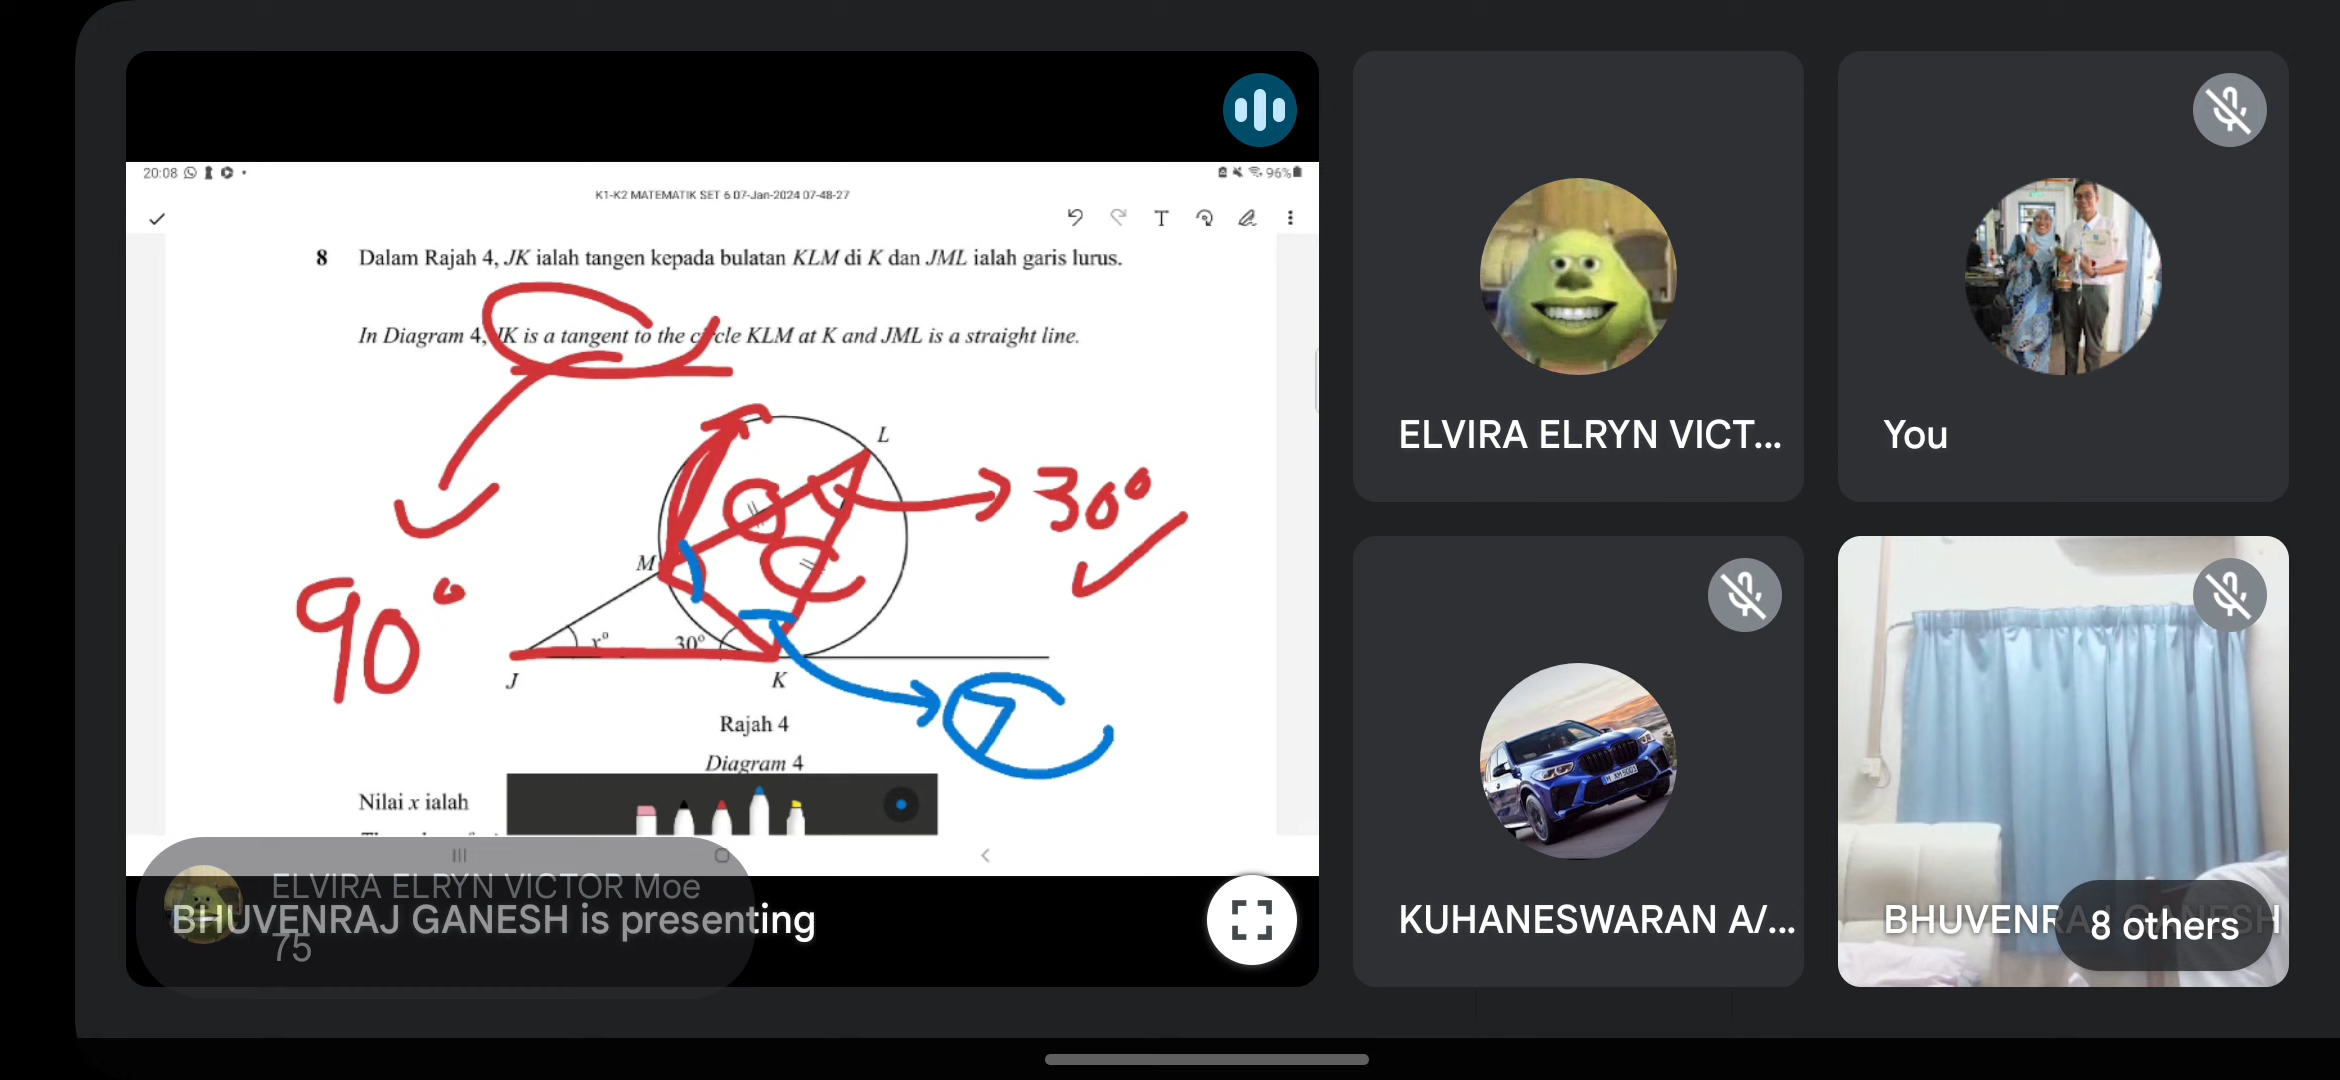 20:08
96%
K1-K2 MATEMATIK SET 6 07-Jan-2024 07-48-27
T
8 Dalam Rajah 4, JK ialah tangen kepada bulatan KLM di K dan JML ialah garis lurus.
In Diagram 4, JK is a tangent to the circle KLM at K and JML is a straight line.
L
30°
M
90°
x°
30°
J
K
Rajah 4
Diagram 4
Nilai x ialah
ELVIRA ELRYN VICTOR Moe
BHUVENRAJ GANESH is presenting
75
ELVIRA ELRYN VICT...
You
KUHANESWARAN A/...
BHUVENRAJ GANESH
8 others